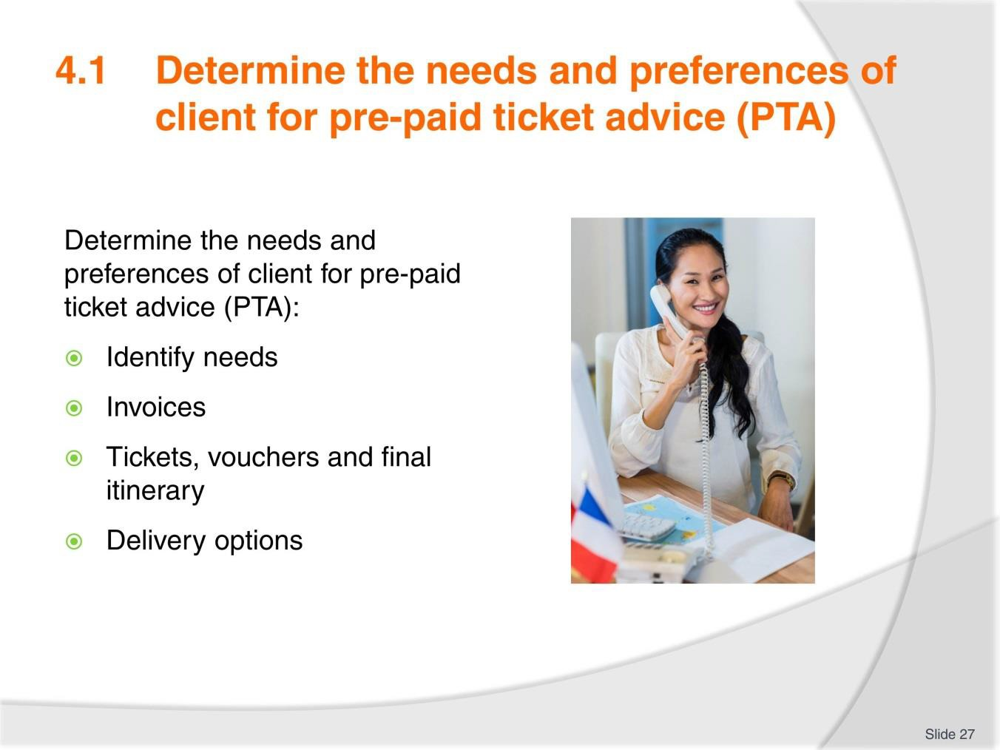 4.1 Determine the needs and preferences of
client for pre-paid ticket advice (PTA)
Determine the needs and
preferences of client for pre-paid
ticket advice (PTA):
Identify needs
Invoices
Tickets, vouchers and final
itinerary
Delivery options
Slide 27